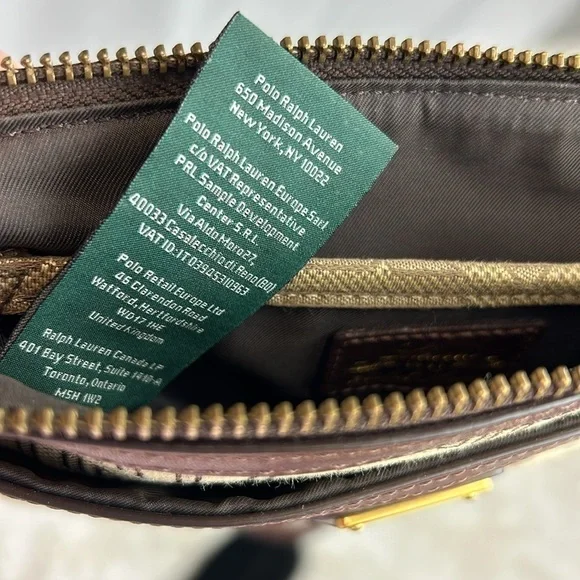 Polo Ralph Lauren
650 Madison Avenue
New York, NY 10022
Polo Ralph Lauren Europe Sarl
c/o VAT Representative
PRL Sample Development
Center S.R.L.
Via Aldo Moro 27,
40033 Casalecchio di Reno (BO)
VAT ID: IT03945310963
Polo Retail Europe Ltd
46 Clarendon Road
Watford, Hertfordshire
WD17 1HE
United Kingdom
Ralph Lauren Canada LP
401 Bay Street, Suite 1410-A
Toronto, Ontario
M5H 1W2